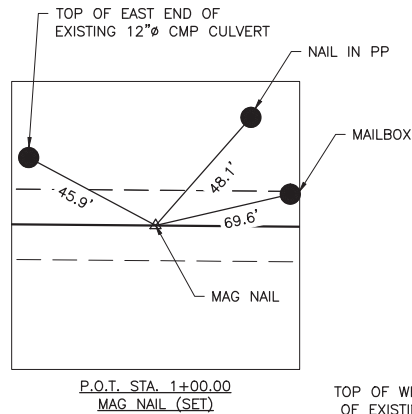 TOP OF EAST END OF
EXISTING 12"ø CMP CULVERT
NAIL IN PP
MAILBOX
45.9'
48.1'
69.6'
MAG NAIL
P.O.T. STA. 1+00.00
MAG NAIL (SET)
TOP OF
OF